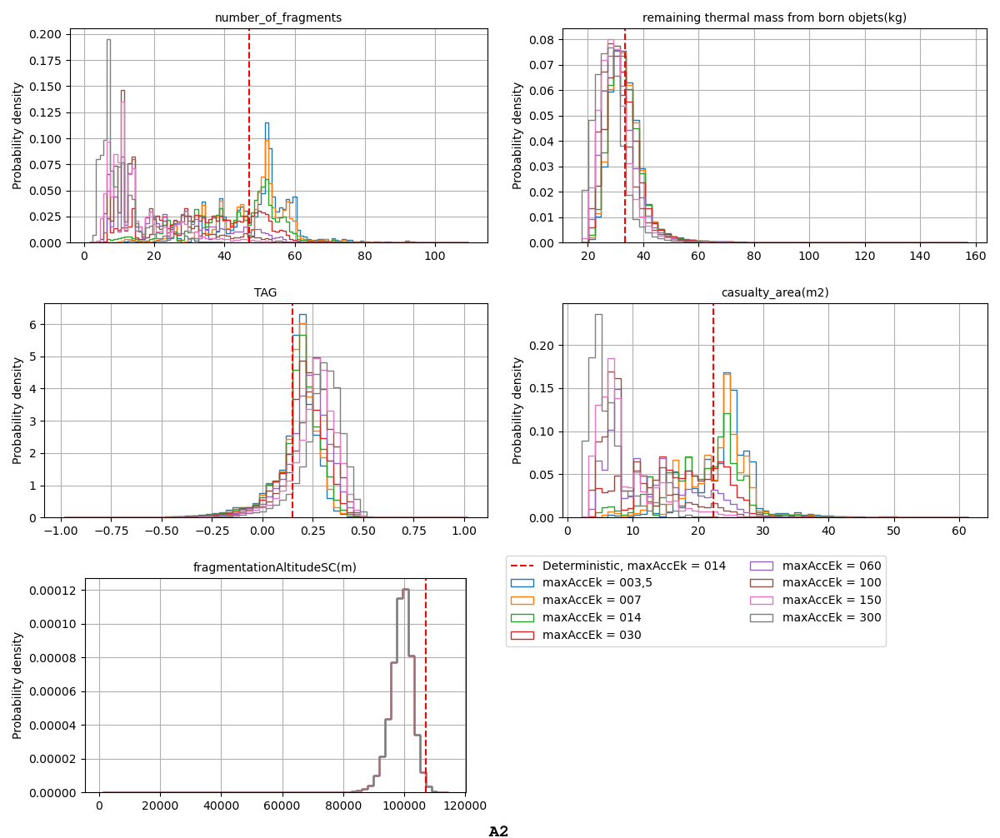 number_of_fragments
remaining thermal mass from born objets(kg)
0.200
0.175
0.150
0.125
0.100
0.075
0.050
0.025
0.000
Probability density
0 20 40 60 80 100
0.08
0.07
0.06
0.05
0.04
0.03
0.02
0.01
0.00
Probability density
20 40 60 80 100 120 140 160
TAG
casualty_area(m2)
6
5
4
3
2
1
0
Probability density
−1.00 −0.75 −0.50 −0.25 0.00 0.25 0.50 0.75 1.00
0.20
0.15
0.10
0.05
0.00
Probability density
0 10 20 30 40 50 60
fragmentationAltitudeSC(m)
0.00012
0.00010
0.00008
0.00006
0.00004
0.00002
0.00000
Probability density
0 20000 40000 60000 80000 100000 120000
Deterministic, maxAccEk = 014
maxAccEk = 003,5
maxAccEk = 007
maxAccEk = 014
maxAccEk = 030
maxAccEk = 060
maxAccEk = 100
maxAccEk = 150
maxAccEk = 300
A2